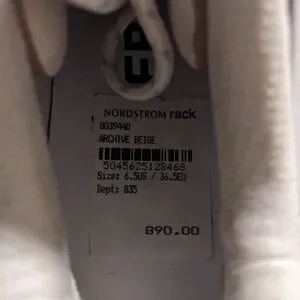 NORDSTROM rack
8039440
ARCHIVE BEIGE
5045625128468
Size: 6.5US / 36.5EU
Dept: 835
890.00